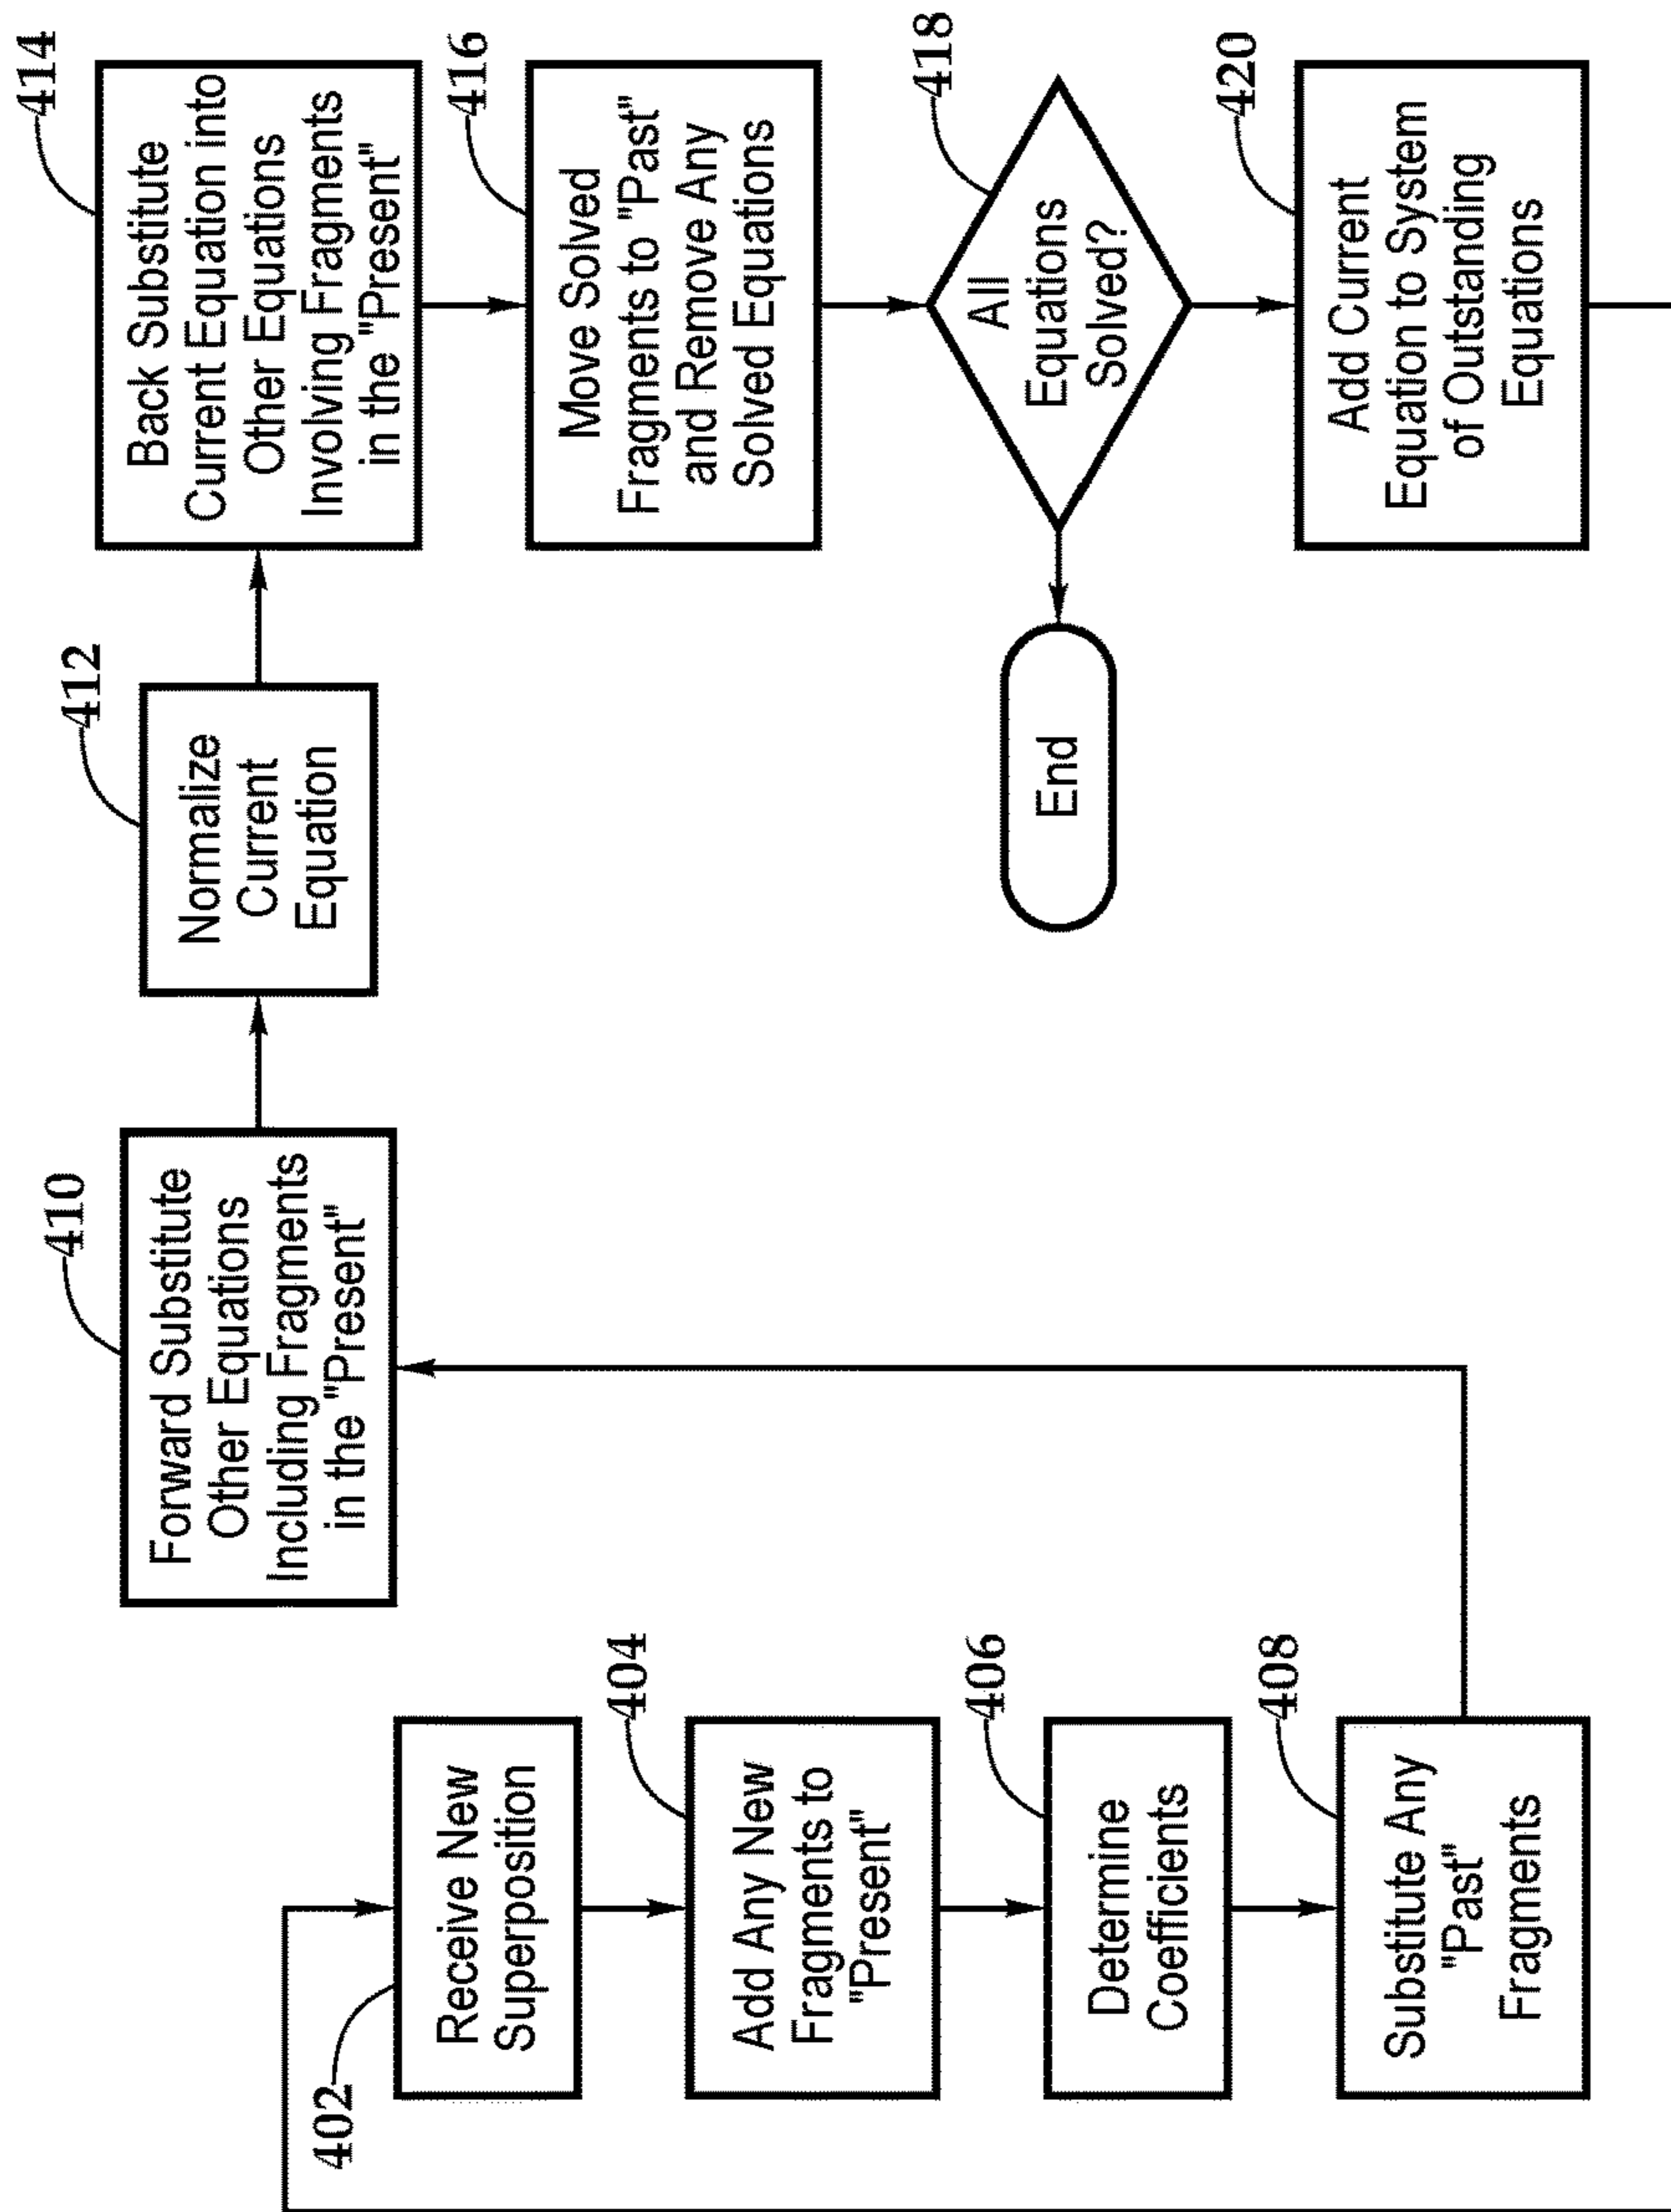 402
Receive New
Superposition
404
Add Any New
Fragments to
"Present"
406
Determine
Coefficients
408
Substitute Any
"Past"
Fragments
410
Forward Substitute
Other Equations
Including Fragments
in the "Present"
412
Normalize
Current
Equation
414
Back Substitute
Current Equation into
Other Equations
Involving Fragments
in the "Present"
416
Move Solved
Fragments to "Past"
and Remove Any
Solved Equations
418
All
Equations
Solved?
End
420
Add Current
Equation to System
of Outstanding
Equations